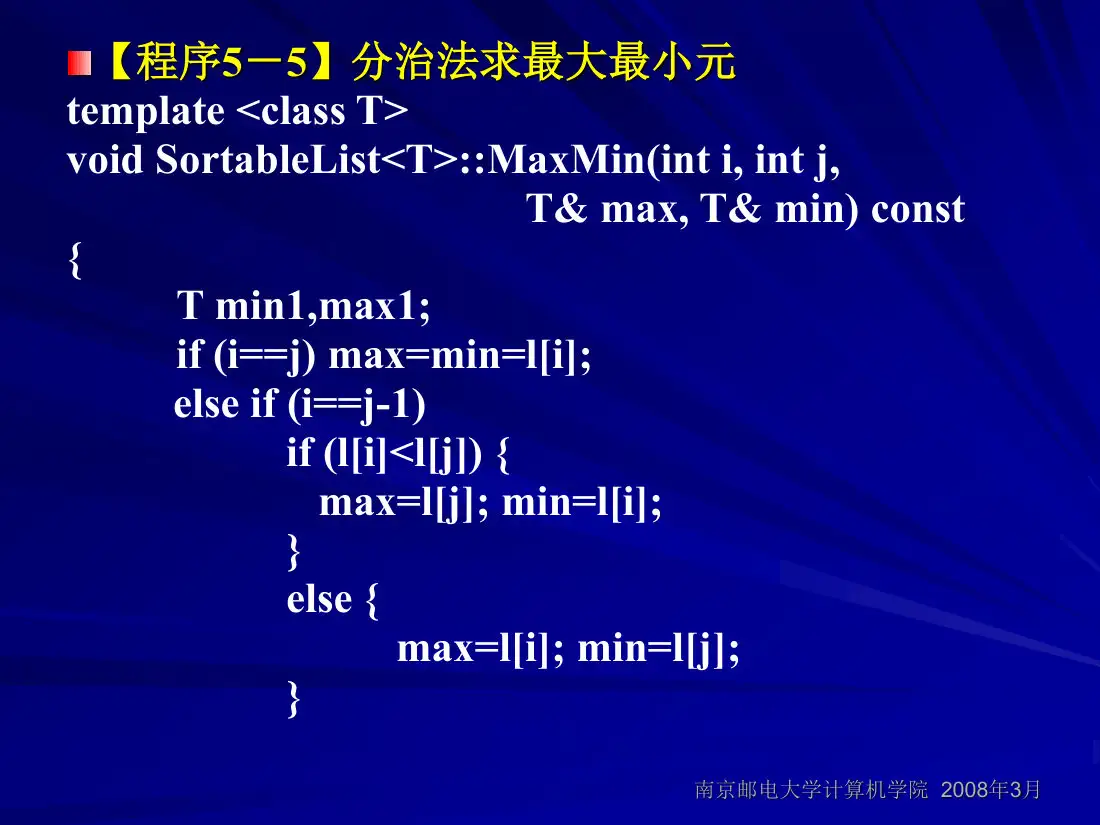 【程序5－5】分治法求最大最小元
template <class T>
void SortableList<T>::MaxMin(int i, int j,
T& max, T& min) const
{
T min1,max1;
if (i==j) max=min=l[i];
else if (i==j-1)
if (l[i]<l[j]) {
max=l[j]; min=l[i];
}
else {
max=l[i]; min=l[j];
}
南京邮电大学计算机学院 2008年3月